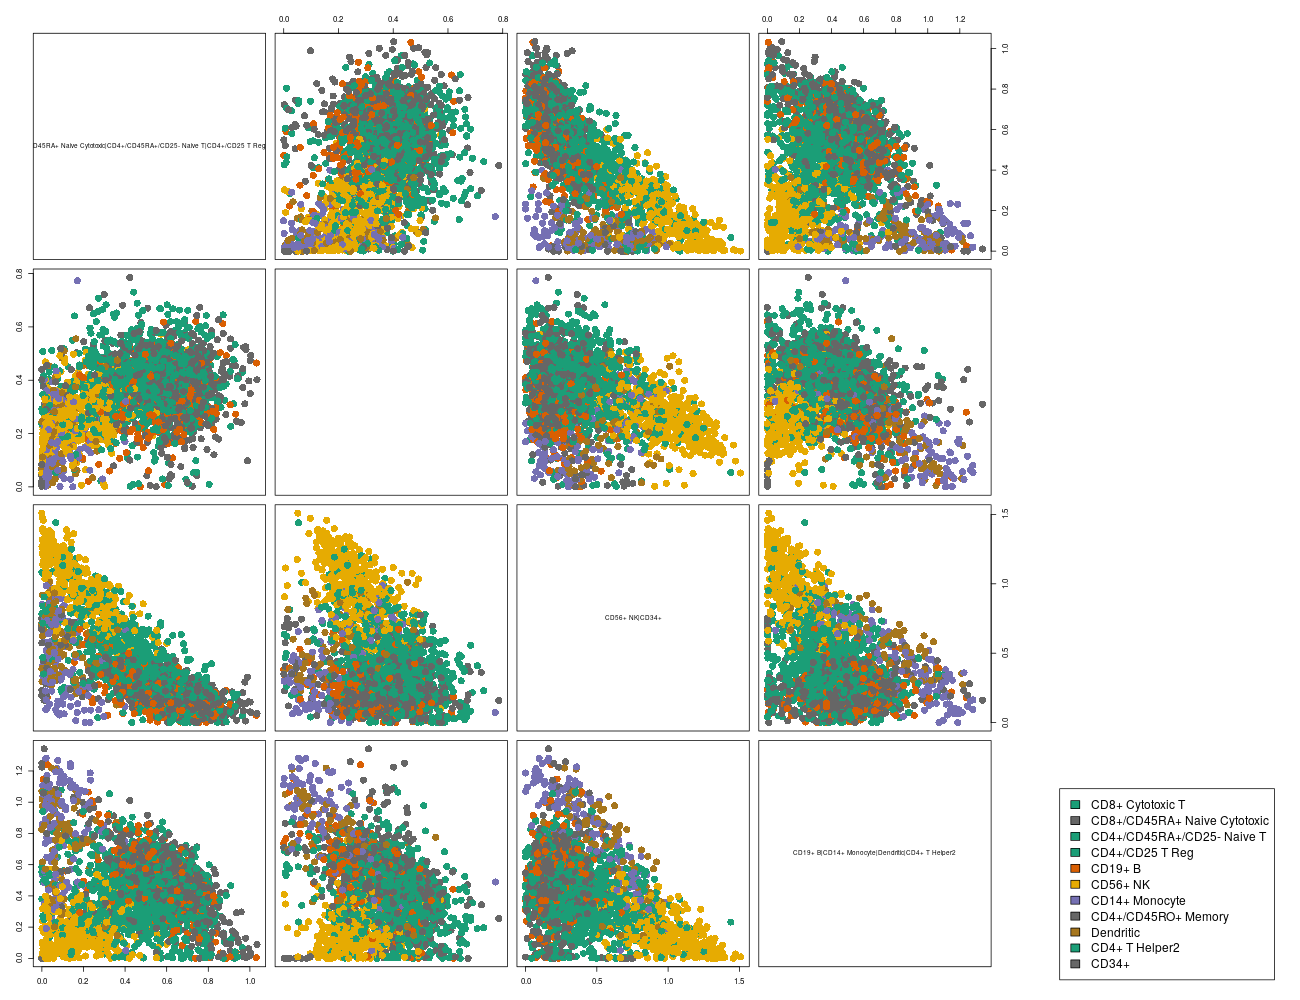 0.0 0.2 0.4 0.6 0.8
0.0 0.2 0.4 0.6 0.8 1.0 1.2
D45RA+ Naive Cytotoxic|CD4+/CD45RA+/CD25- Naive T|CD4+/CD25 T Reg
0.0 0.2 0.4 0.6 0.8 1.0
0.0 0.2 0.4 0.6 0.8
CD56+ NK|CD34+
0.0 0.5 1.0 1.5
CD19+ B|CD14+ Monocyte|Dendritic|CD4+ T Helper2
0.0 0.2 0.4 0.6 0.8 1.0 1.2
0.0 0.2 0.4 0.6 0.8 1.0
0.0 0.5 1.0 1.5
CD8+ Cytotoxic T
CD8+/CD45RA+ Naive Cytotoxic
CD4+/CD45RA+/CD25- Naive T
CD4+/CD25 T Reg
CD19+ B
CD56+ NK
CD14+ Monocyte
CD4+/CD45RO+ Memory
Dendritic
CD4+ T Helper2
CD34+